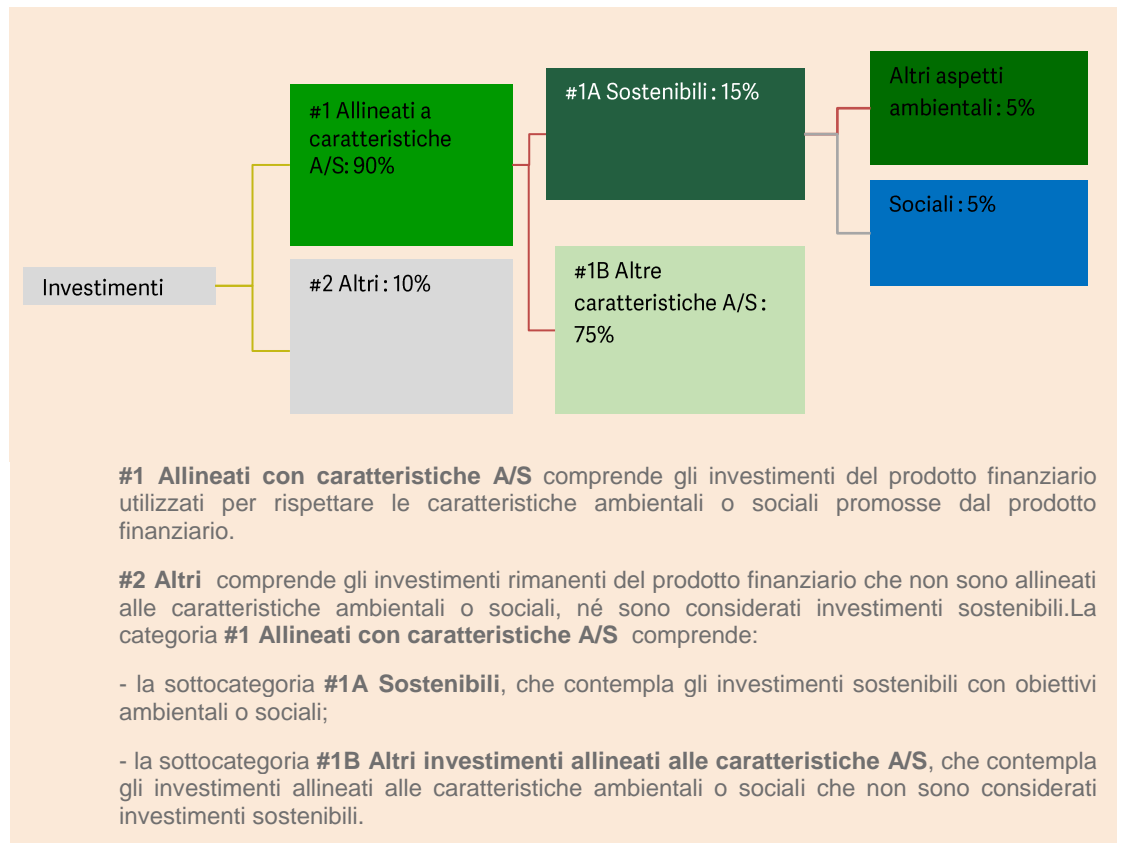 Investimenti
#1 Allineati a
caratteristiche
A/S: 90%
#2 Altri : 10%
#1A Sostenibili : 15%
#1B Altre
caratteristiche A/S :
75%
Altri aspetti
ambientali : 5%
Sociali : 5%
#1 Allineati con caratteristiche A/S comprende gli investimenti del prodotto finanziario
utilizzati per rispettare le caratteristiche ambientali o sociali promosse dal prodotto
finanziario.
#2 Altri comprende gli investimenti rimanenti del prodotto finanziario che non sono allineati
alle caratteristiche ambientali o sociali, né sono considerati investimenti sostenibili.La
categoria #1 Allineati con caratteristiche A/S comprende:
- la sottocategoria #1A Sostenibili, che contempla gli investimenti sostenibili con obiettivi
ambientali o sociali;
- la sottocategoria #1B Altri investimenti allineati alle caratteristiche A/S, che contempla
gli investimenti allineati alle caratteristiche ambientali o sociali che non sono considerati
investimenti sostenibili.